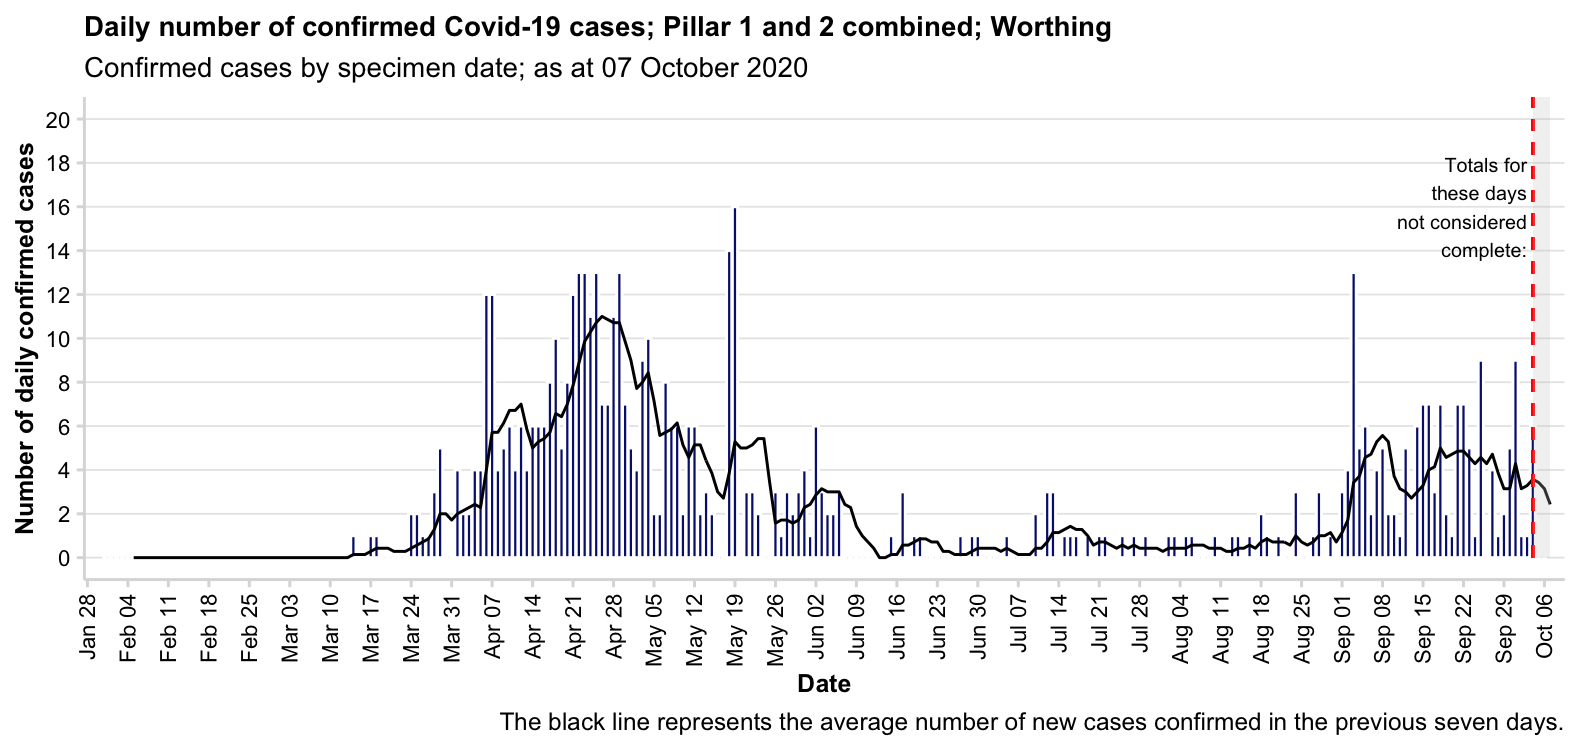 Daily number of confirmed Covid-19 cases; Pillar 1 and 2 combined; Worthing
Confirmed cases by specimen date; as at 07 October 2020
Number of daily confirmed cases
20
18
16
14
12
10
8
6
4
2
0
Totals for
these days
not considered
complete:
Jan 28
Feb 04
Feb 11
Feb 18
Feb 25
Mar 03
Mar 10
Mar 17
Mar 24
Mar 31
Apr 07
Apr 14
Apr 21
Apr 28
May 05
May 12
May 19
May 26
Jun 02
Jun 09
Jun 16
Jun 23
Jun 30
Jul 07
Jul 14
Jul 21
Jul 28
Aug 04
Aug 11
Aug 18
Aug 25
Sep 01
Sep 08
Sep 15
Sep 22
Sep 29
Oct 06
Date
The black line represents the average number of new cases confirmed in the previous seven days.